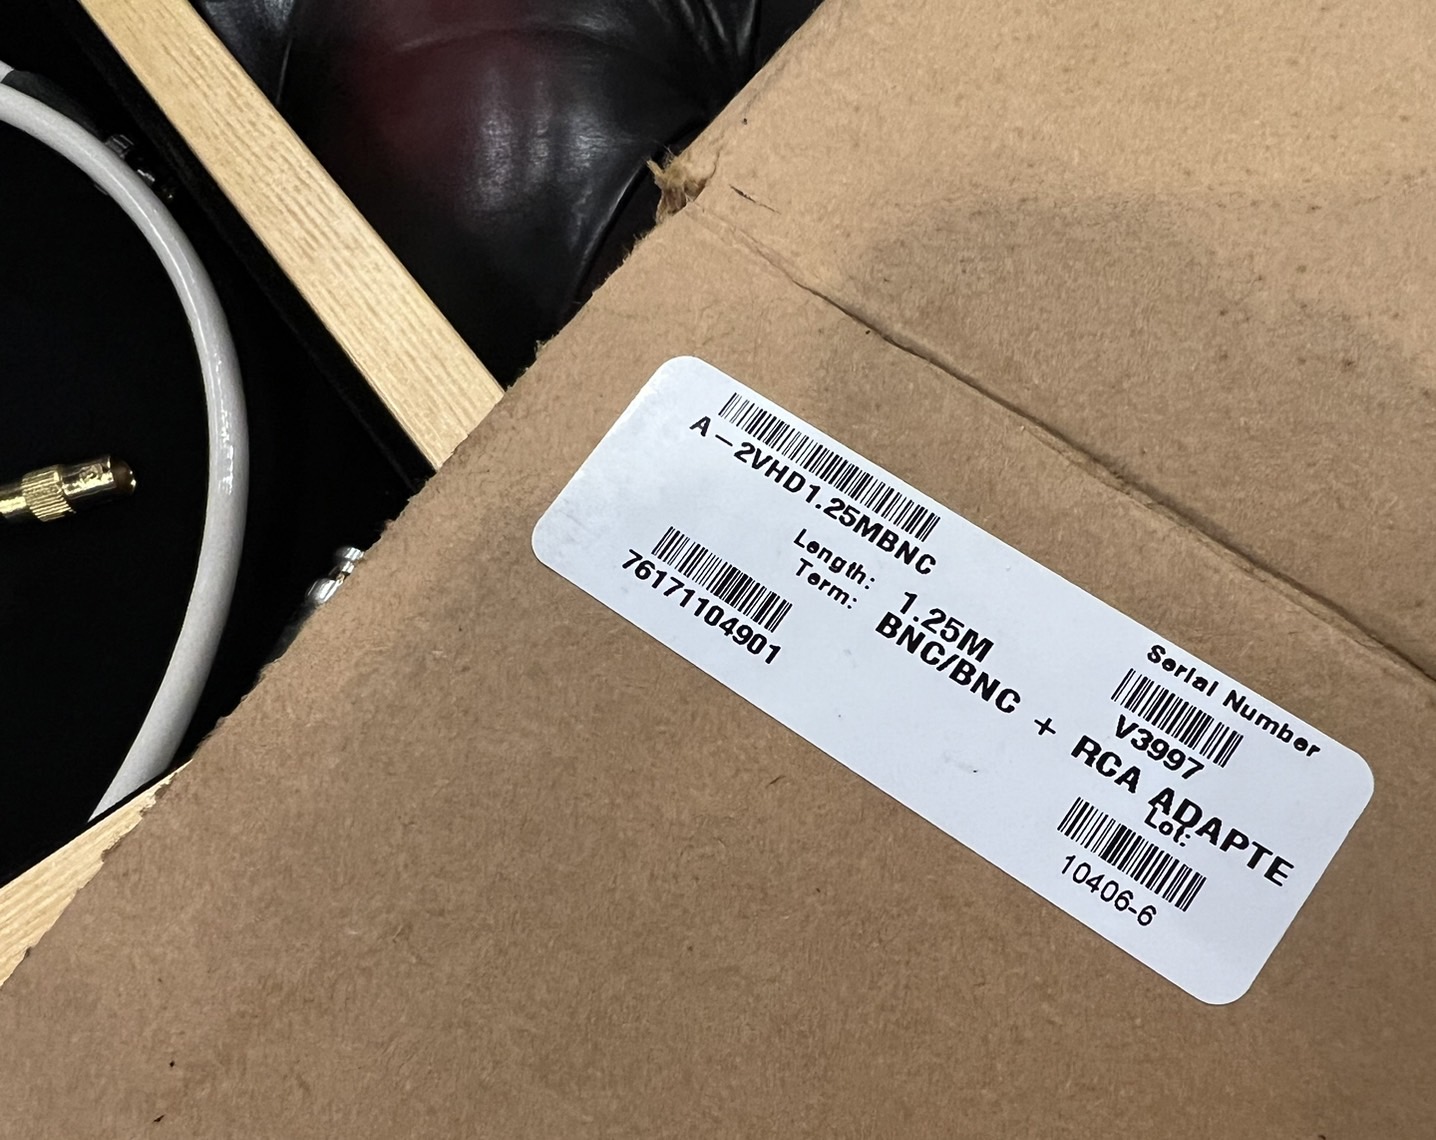 A-2VHD1.25MBNC
Length: 1.25M
Term: BNC/BNC + RCA ADAPTE
76171104901
Serial Number
V3997
Lot:
10406-6